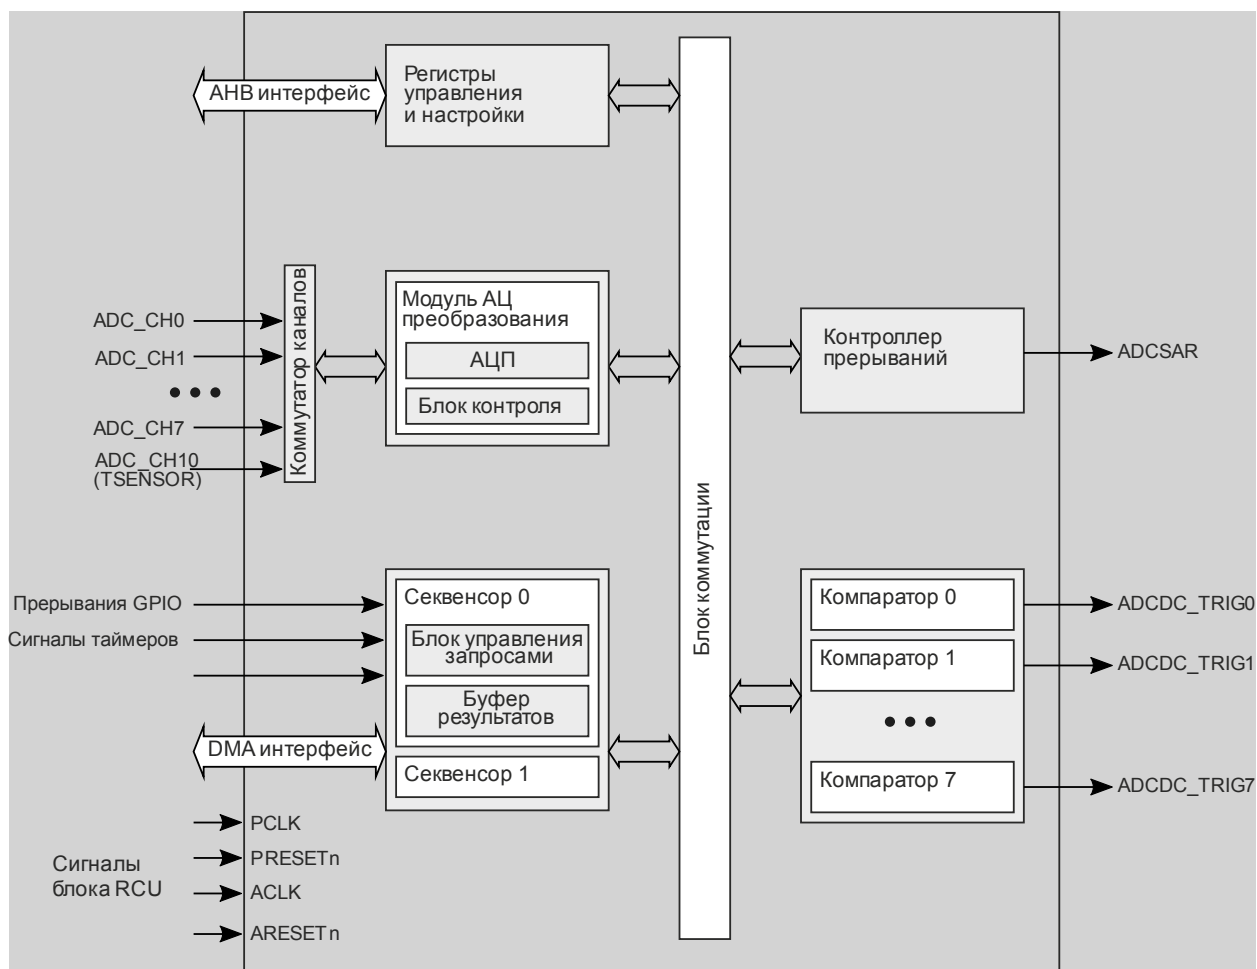 АНВ интерфейс
Регистры
управления
и настройки
ADC_CH0
ADC_CH1
ADC_CH7
ADC_CH10
(TSENSOR)
Коммутатор каналов
Модуль АЦ
преобразования
АЦП
Блок контроля
Блок коммутации
Контроллер
прерываний
ADCSAR
Прерывания GPIO
Сигналы таймеров
DMA интерфейс
Секвенсор 0
Блок управления
запросами
Буфер
результатов
Секвенсор 1
Компаратор 0
Компаратор 1
Компаратор 7
ADCDC_TRIG0
ADCDC_TRIG1
ADCDC_TRIG7
Сигналы
блока RCU
PCLK
PRESETn
ACLK
ARESETn